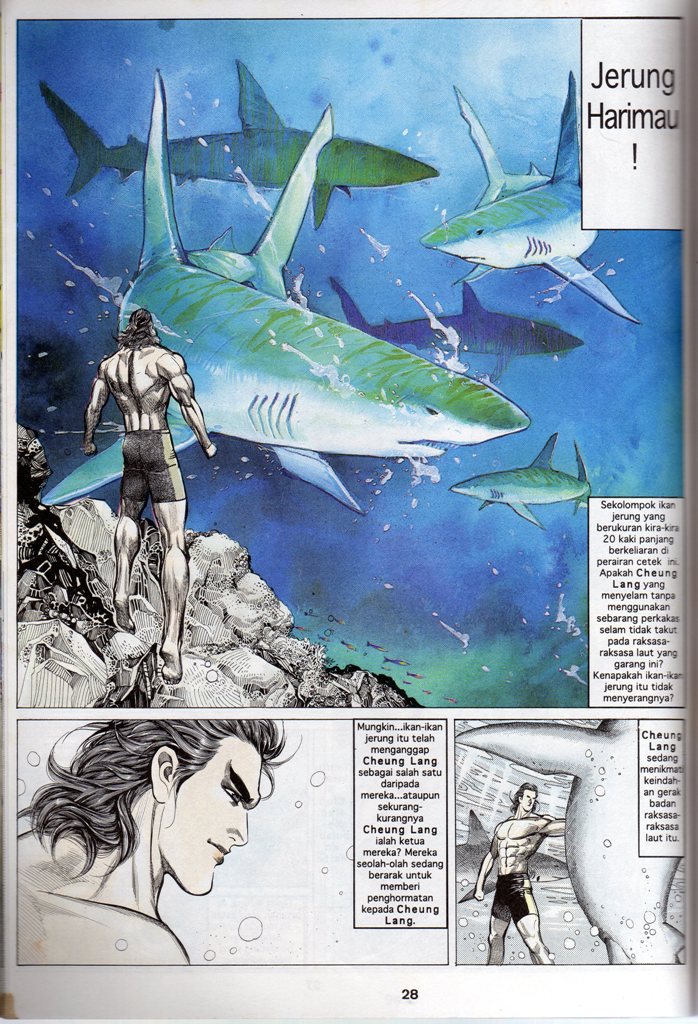 Jerung
Harimau
!
Sekolompok ikan
jerung yang
berukuran kira-kira
20 kaki panjang
berkeliaran di
perairan cetek ini.
Apakah Cheung
Lang yang
menyelam tanpa
menggunakan
sebarang perkakas
selam tidak takut
pada raksasa-
raksasa laut yang
garang ini?
Kenapakah ikan-ikan
jerung itu tidak
menyerangnya?
Mungkin...ikan-ikan
jerung itu telah
menganggap
Cheung Lang
sebagai salah satu
daripada
mereka...ataupun
sekurang-
kurangnya
Cheung Lang
ialah ketua
mereka? Mereka
seolah-olah sedang
berarak untuk
memberi
penghormatan
kepada Cheung
Lang.
Cheung
Lang
sedang
menikmati
keindah-
an gerak
badan
raksasa-
raksasa
laut itu.
28